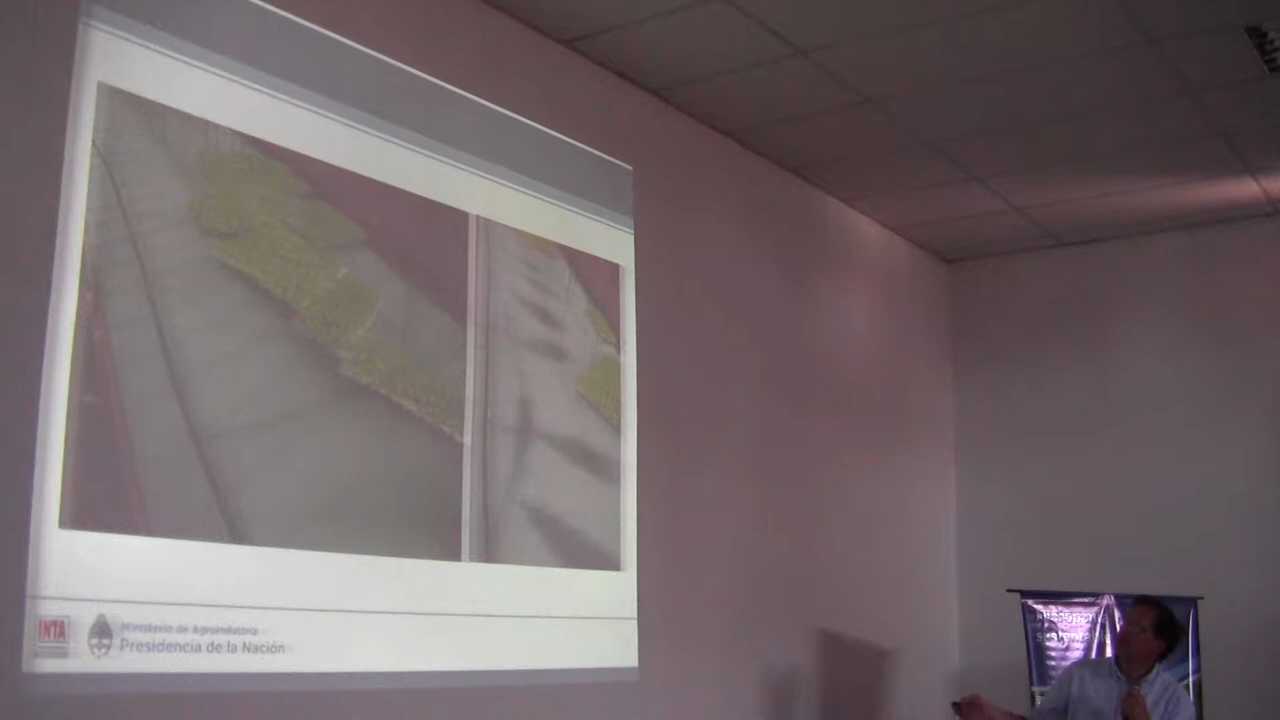 INTA
Ministerio de Agroindustria
Presidencia de la Nación